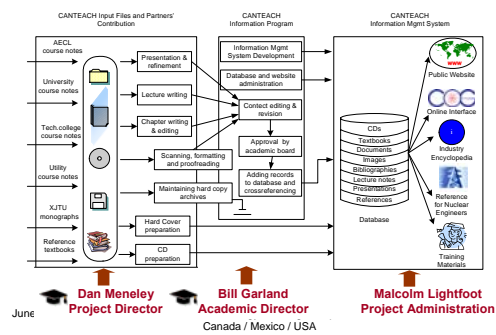 CANTEACH Input Files and Partners'
Contribution
CANTEACH
Information Program
CANTEACH
Information Mgmt System
AECL
course notes
University
course notes
Tech.college
course notes
Utility
course notes
XJTU
monographs
Reference
textbooks
Presentation &
refinement
Lecture writing
Chapter writing
& editing
Scanning, formatting
and proofreading
Maintaining hard copy
archives
Hard Cover
preparation
CD
preparation
Information Mgmt
System Development
Database and website
administration
Contect editing &
revision
Approval by
academic board
Adding records
to database and
crossreferencing
CDs
Textbooks
Documents
Images
Bibliographies
Lecture notes
Presentations
References
Database
www
Public Website
COG
Online Interface
i
Industry
Encyclopedia
Reference
for Nuclear
Engineers
Training
Materials
Dan Meneley
Project Director
Bill Garland
Academic Director
Malcolm Lightfoot
Project Administration
June
Canada / Mexico / USA